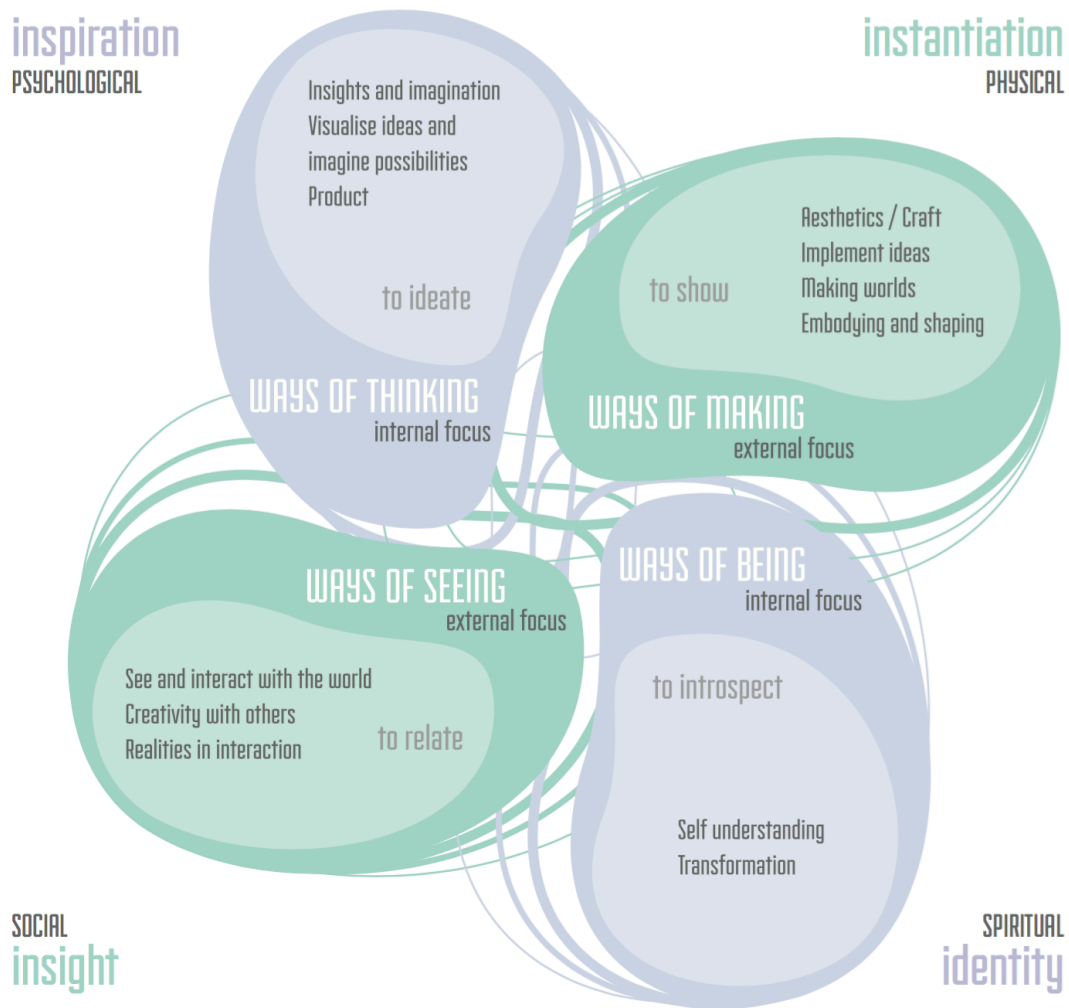 inspiration
PSYCHOLOGICAL
instantiation
PHYSICAL
Insights and imagination
Visualise ideas and
imagine possibilities
Product
to ideate
WAYS OF THINKING
internal focus
Aesthetics / Craft
Implement ideas
Making worlds
Embodying and shaping
to show
WAYS OF MAKING
external focus
WAYS OF SEEING
external focus
See and interact with the world
Creativity with others
Realities in interaction
to relate
WAYS OF BEING
internal focus
to introspect
Self understanding
Transformation
SOCIAL
insight
SPIRITUAL
identity